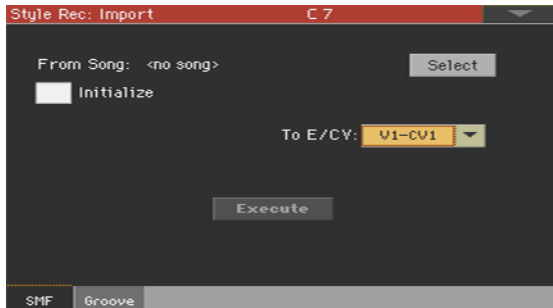 Style Rec: Import C 7
From Song: <no song> Select
Initialize
To E/CV: V1-CV1
Execute
SMF Groove